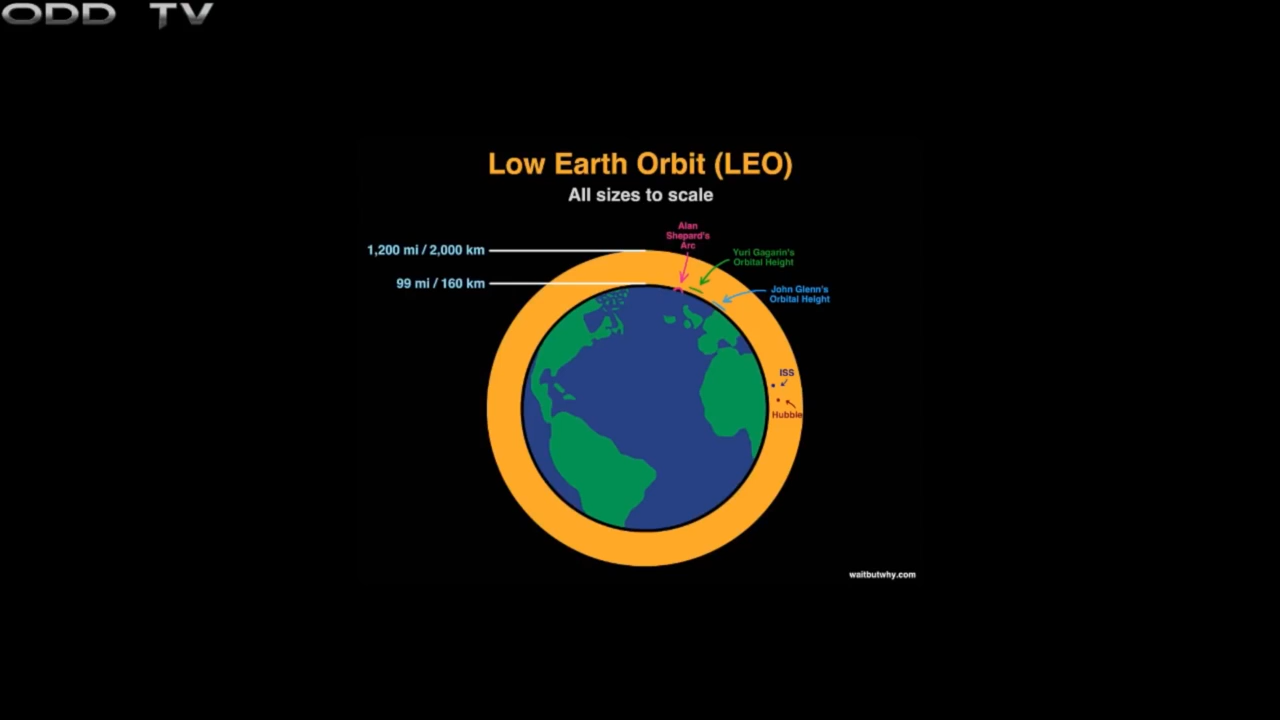 ODD TV
Low Earth Orbit (LEO)
All sizes to scale
Alan
Shepard's
Arc
1,200 mi / 2,000 km
Yuri Gagarin's
Orbital Height
99 mi / 160 km
John Glenn's
Orbital Height
ISS
Hubble
waitbutwhy.com